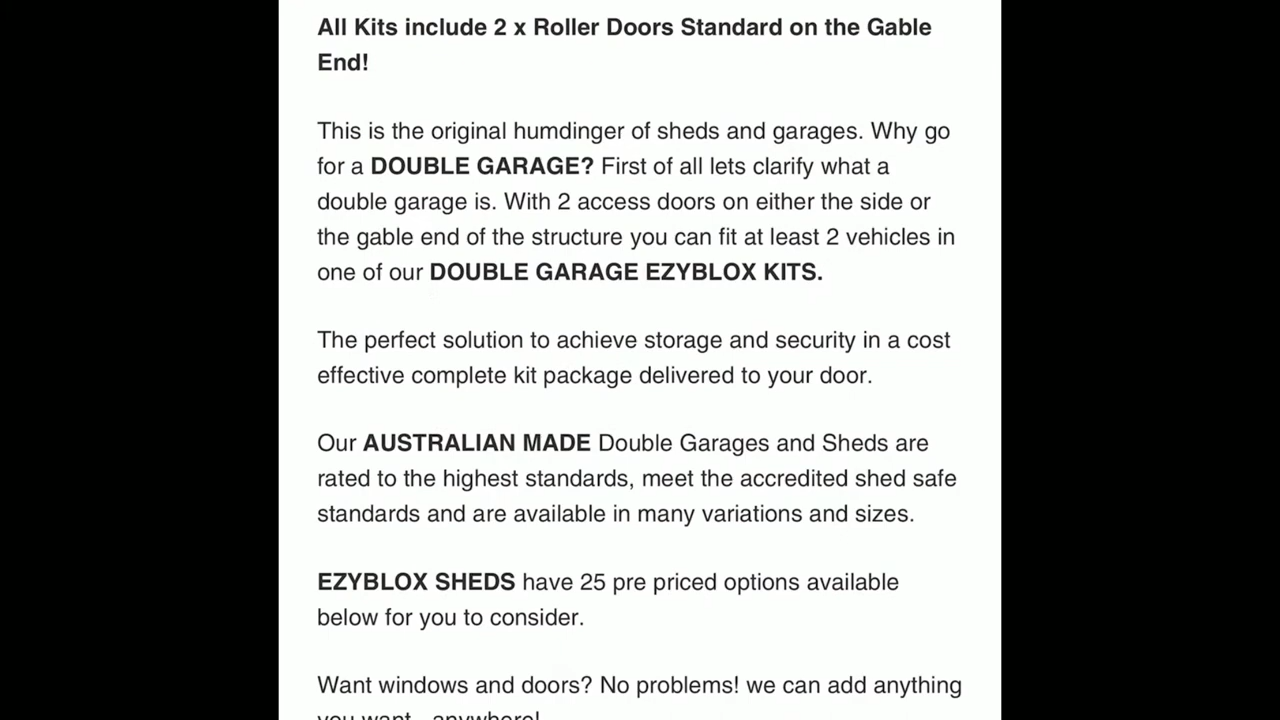 All Kits include 2 x Roller Doors Standard on the Gable
End!
This is the original humdinger of sheds and garages. Why go
for a DOUBLE GARAGE? First of all lets clarify what a
double garage is. With 2 access doors on either the side or
the gable end of the structure you can fit at least 2 vehicles in
one of our DOUBLE GARAGE EZYBLOX KITS.
The perfect solution to achieve storage and security in a cost
effective complete kit package delivered to your door.
Our AUSTRALIAN MADE Double Garages and Sheds are
rated to the highest standards, meet the accredited shed safe
standards and are available in many variations and sizes.
EZYBLOX SHEDS have 25 pre priced options available
below for you to consider.
Want windows and doors? No problems! we can add anything
you want - anywhere!